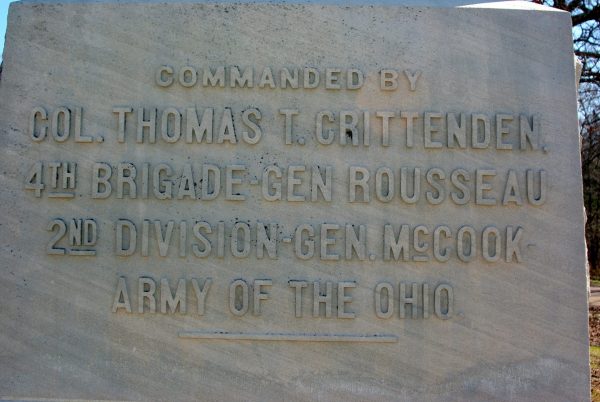 COMMANDED BY
COL. THOMAS T. CRITTENDEN.
4TH BRIGADE-GEN ROUSSEAU
2ND DIVISION-GEN. MCCOOK-
ARMY OF THE OHIO.